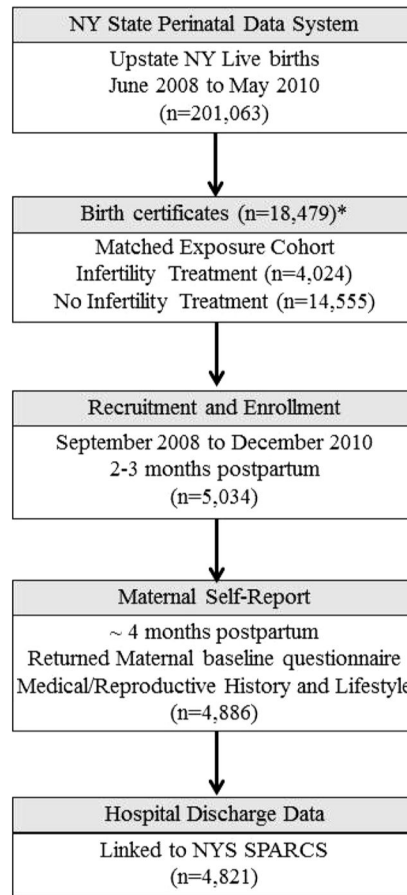 NY State Perinatal Data System
Upstate NY Live births
June 2008 to May 2010
(n=201,063)
Birth certificates (n=18,479)*
Matched Exposure Cohort
Infertility Treatment (n=4,024)
No Infertility Treatment (n=14,555)
Recruitment and Enrollment
September 2008 to December 2010
2-3 months postpartum
(n=5,034)
Maternal Self-Report
~ 4 months postpartum
Returned Maternal baseline questionnaire
Medical/Reproductive History and Lifestyle
(n=4,886)
Hospital Discharge Data
Linked to NYS SPARCS
(n=4,821)